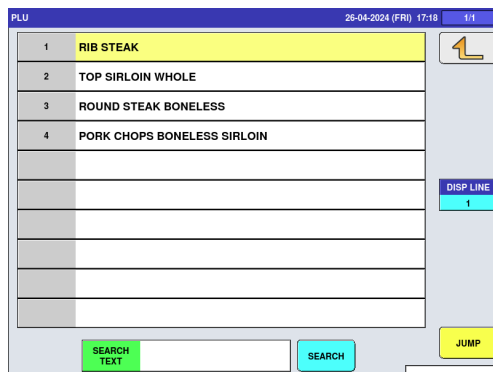 PLU 26-04-2024 (FRI) 17:18 1/1
1 RIB STEAK
2 TOP SIRLOIN WHOLE
3 ROUND STEAK BONELESS
4 PORK CHOPS BONELESS SIRLOIN
DISP LINE
1
SEARCH
TEXT
SEARCH
JUMP